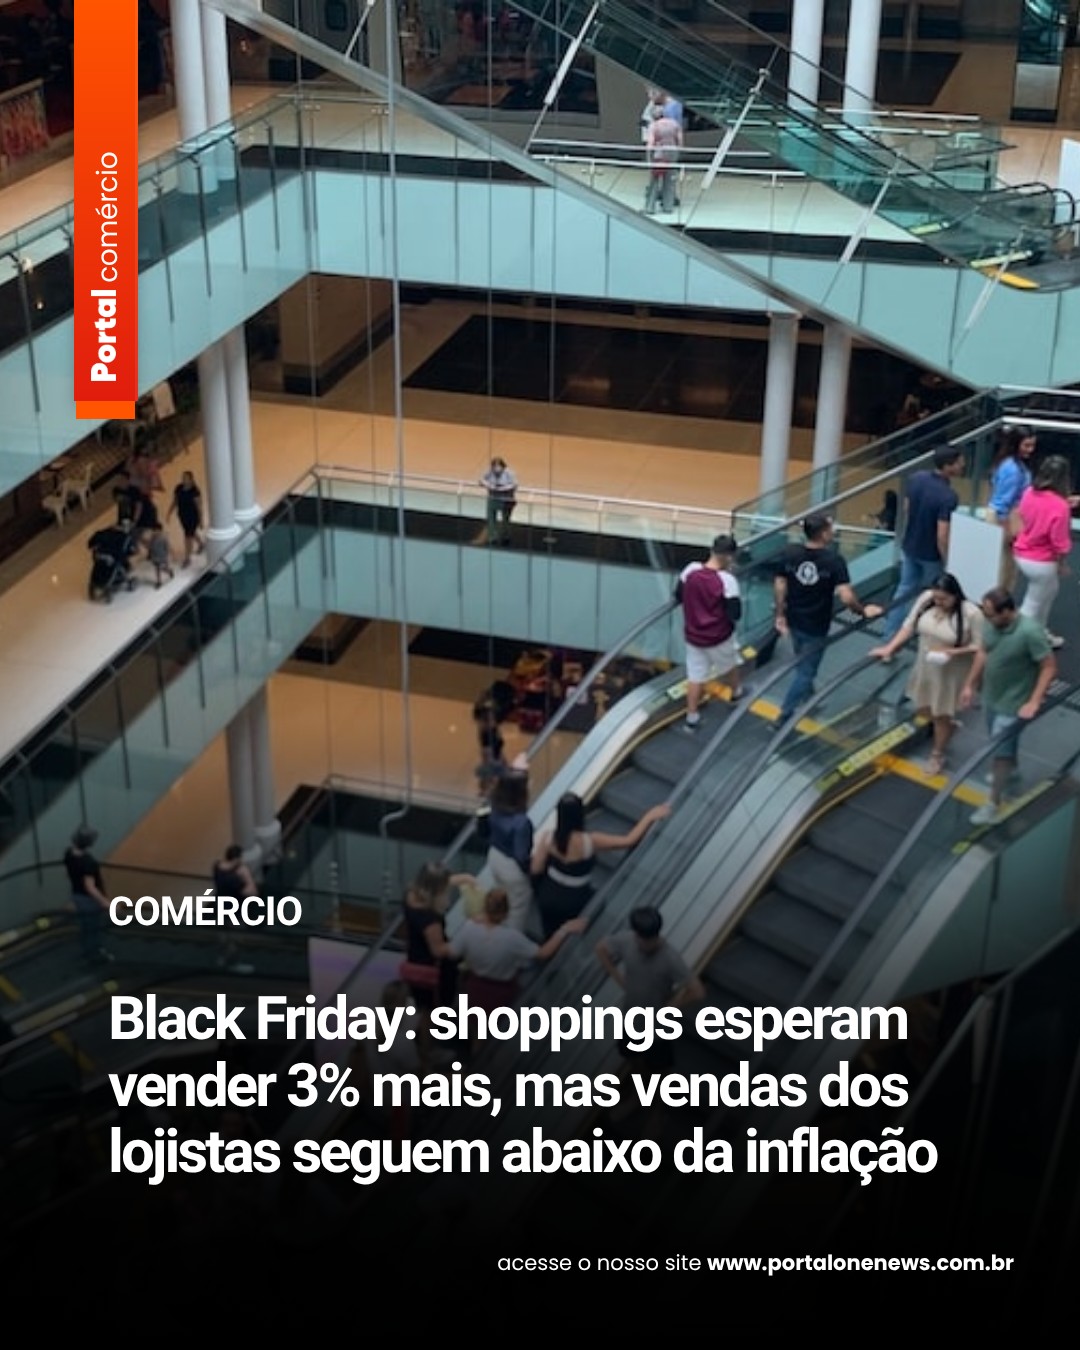 Portal comércio
COMÉRCIO
Black Friday: shoppings esperam
vender 3% mais, mas vendas dos
lojistas seguem abaixo da inflação
acesse o nosso site www.portalonenews.com.br